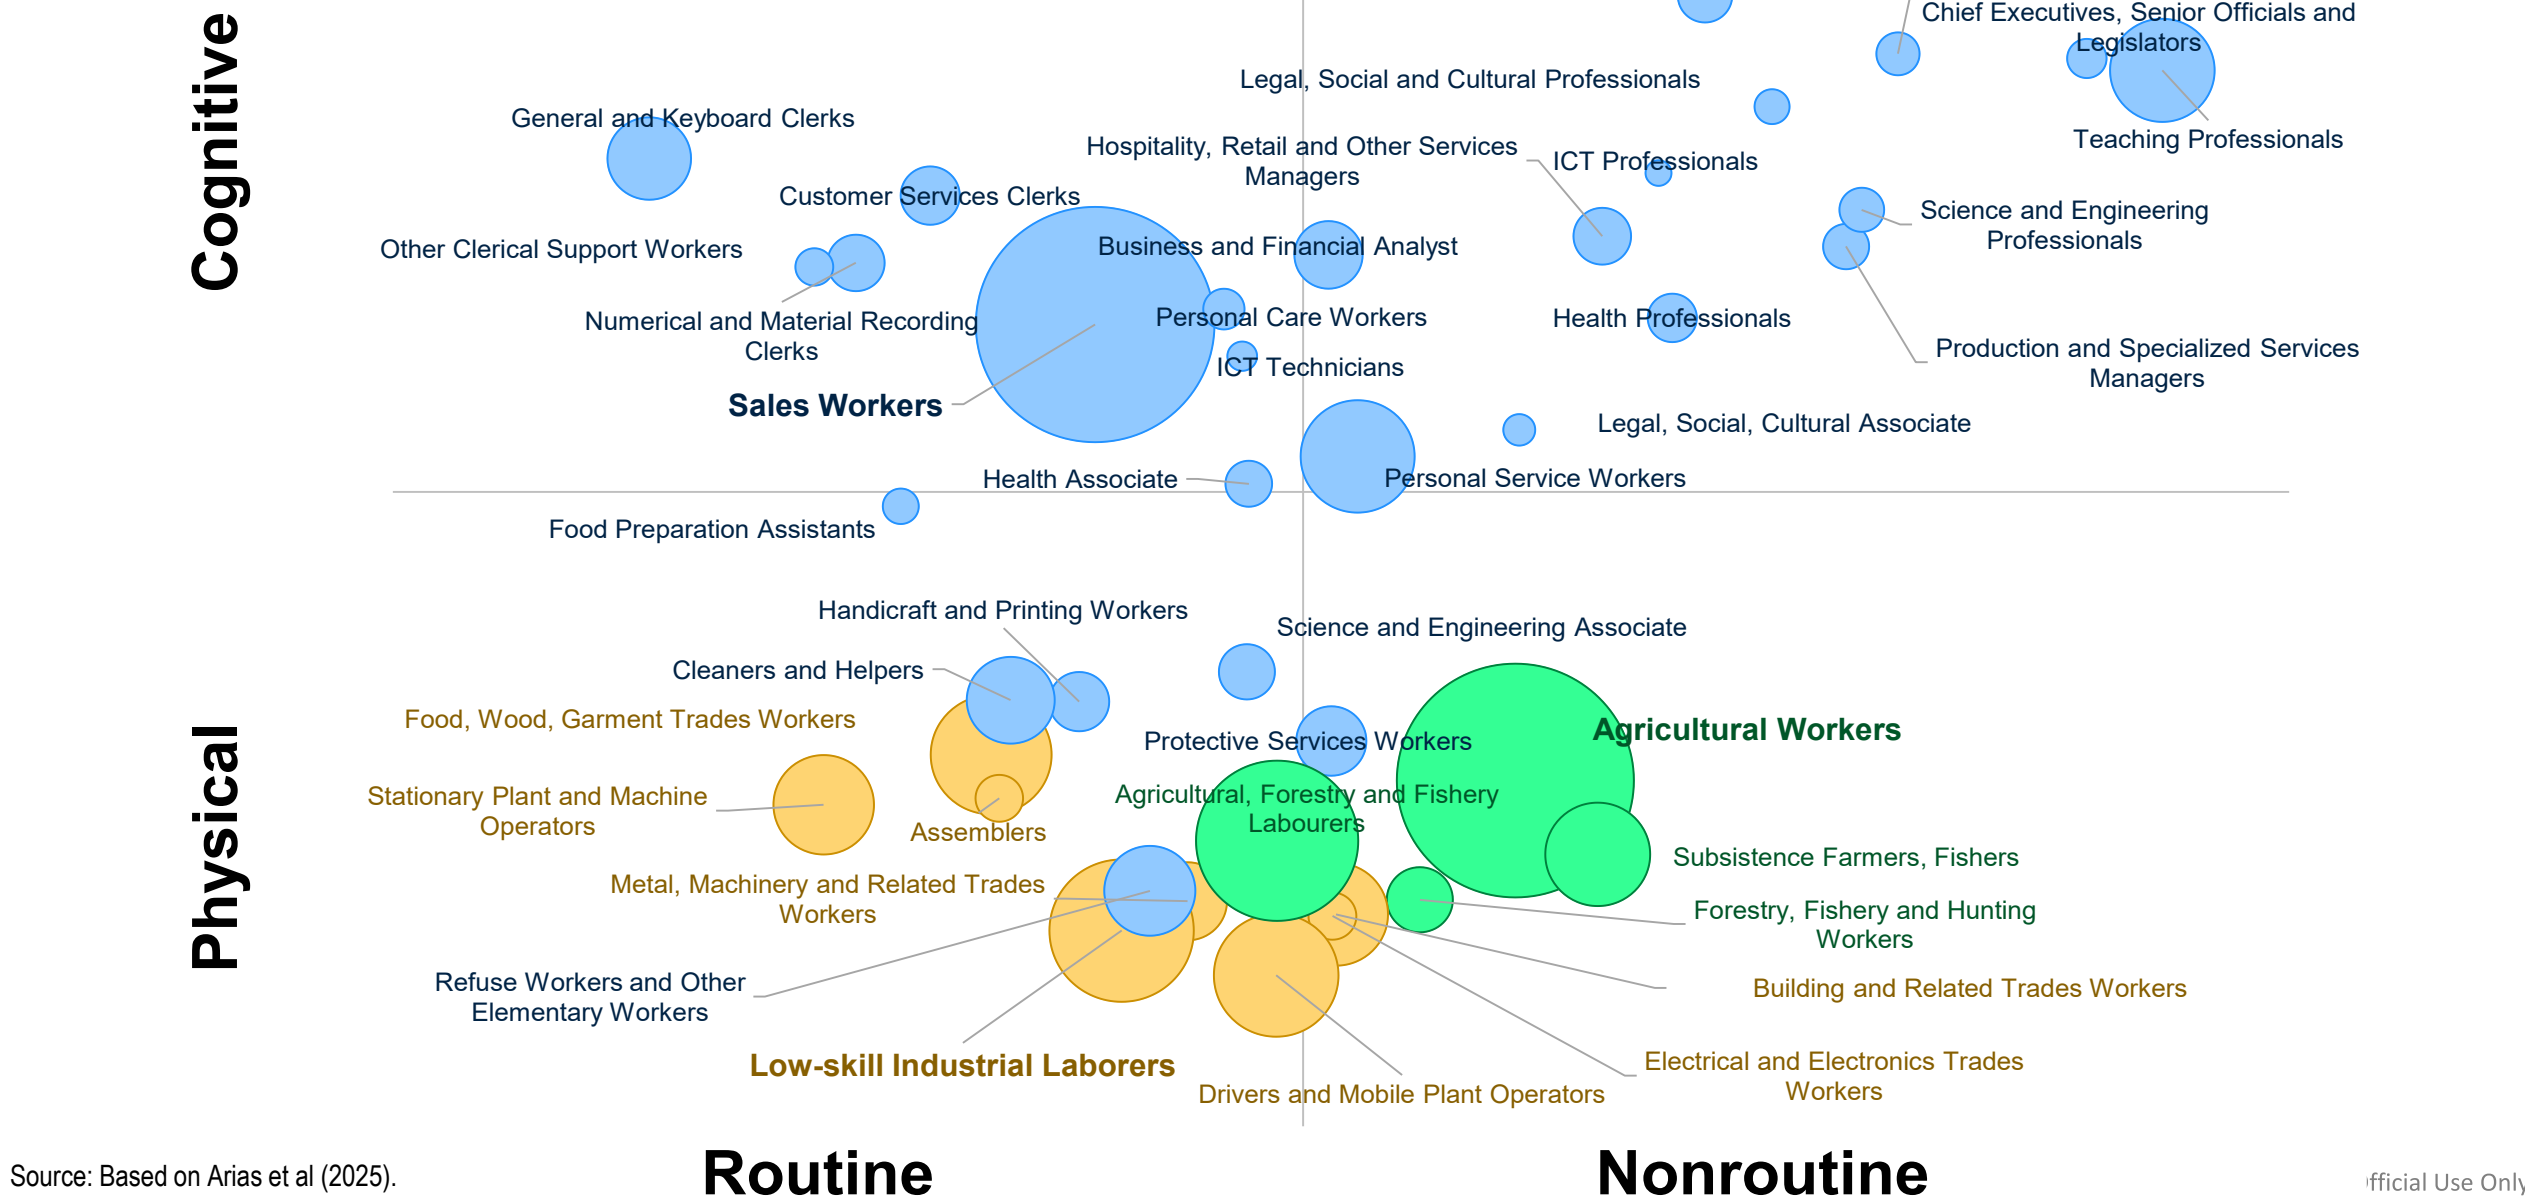 Cognitive
Chief Executives, Senior Officials and
Legislators
Legal, Social and Cultural Professionals
General and Keyboard Clerks
Teaching Professionals
Hospitality, Retail and Other Services
Managers
ICT Professionals
Customer Services Clerks
Science and Engineering
Professionals
Other Clerical Support Workers
Business and Financial Analyst
Numerical and Material Recording
Clerks
Personal Care Workers
Health Professionals
Production and Specialized Services
Managers
ICT Technicians
Sales Workers
Legal, Social, Cultural Associate
Health Associate
Personal Service Workers
Food Preparation Assistants
Physical
Handicraft and Printing Workers
Science and Engineering Associate
Cleaners and Helpers
Food, Wood, Garment Trades Workers
Agricultural Workers
Protective Services Workers
Stationary Plant and Machine
Operators
Agricultural, Forestry and Fishery
Labourers
Assemblers
Subsistence Farmers, Fishers
Metal, Machinery and Related Trades
Workers
Forestry, Fishery and Hunting
Workers
Refuse Workers and Other
Elementary Workers
Building and Related Trades Workers
Low-skill Industrial Laborers
Electrical and Electronics Trades
Workers
Drivers and Mobile Plant Operators
Routine
Nonroutine
Source: Based on Arias et al (2025).
fficial Use Only